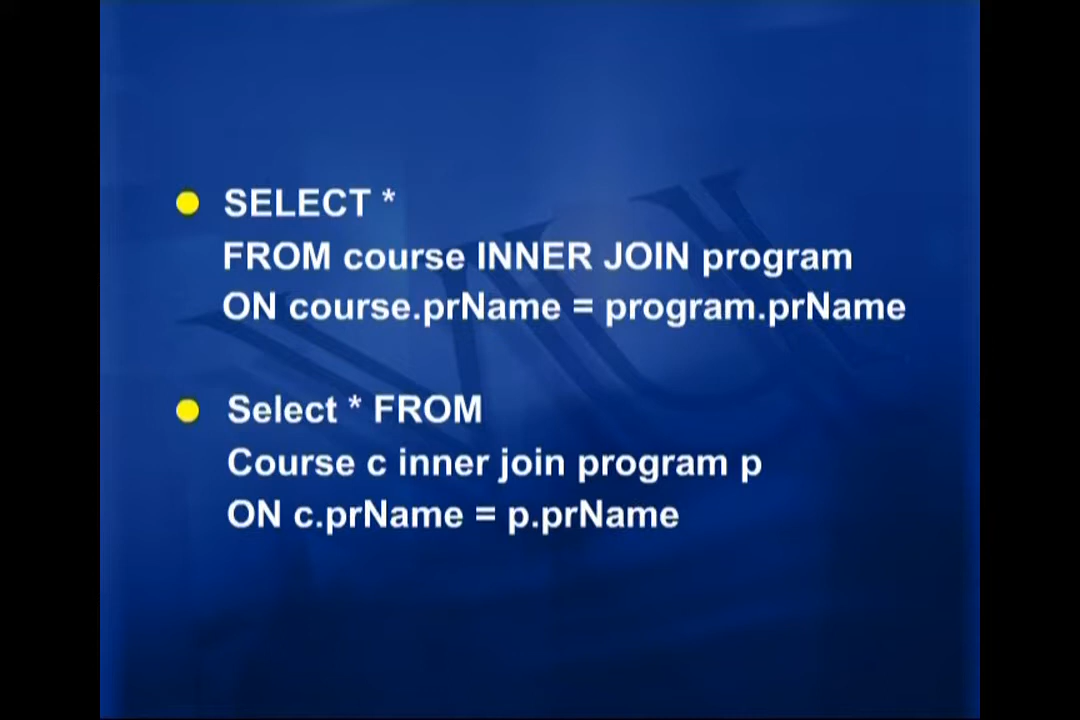 SELECT *
FROM course INNER JOIN program
ON course.prName = program.prName
Select * FROM
Course c inner join program p
ON c.prName = p.prName
VU